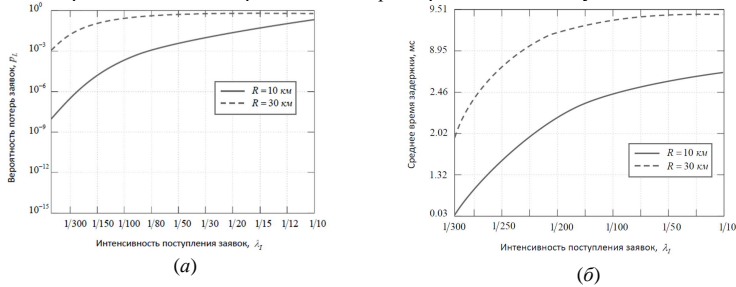 10⁰
10⁻³
10⁻⁶
10⁻⁹
10⁻¹²
10⁻¹⁵
Вероятность потерь заявок, p_L
R = 10 км
R = 30 км
1/300 1/150 1/100 1/80 1/50 1/30 1/20 1/15 1/12 1/10
Интенсивность поступления заявок, λ_I
(а)
9.51
8.95
2.46
2.02
1.32
0.03
Среднее время задержки, мс
R = 10 км
R = 30 км
1/300 1/250 1/200 1/100 1/50 1/10
Интенсивность поступления заявок, λ_I
(б)